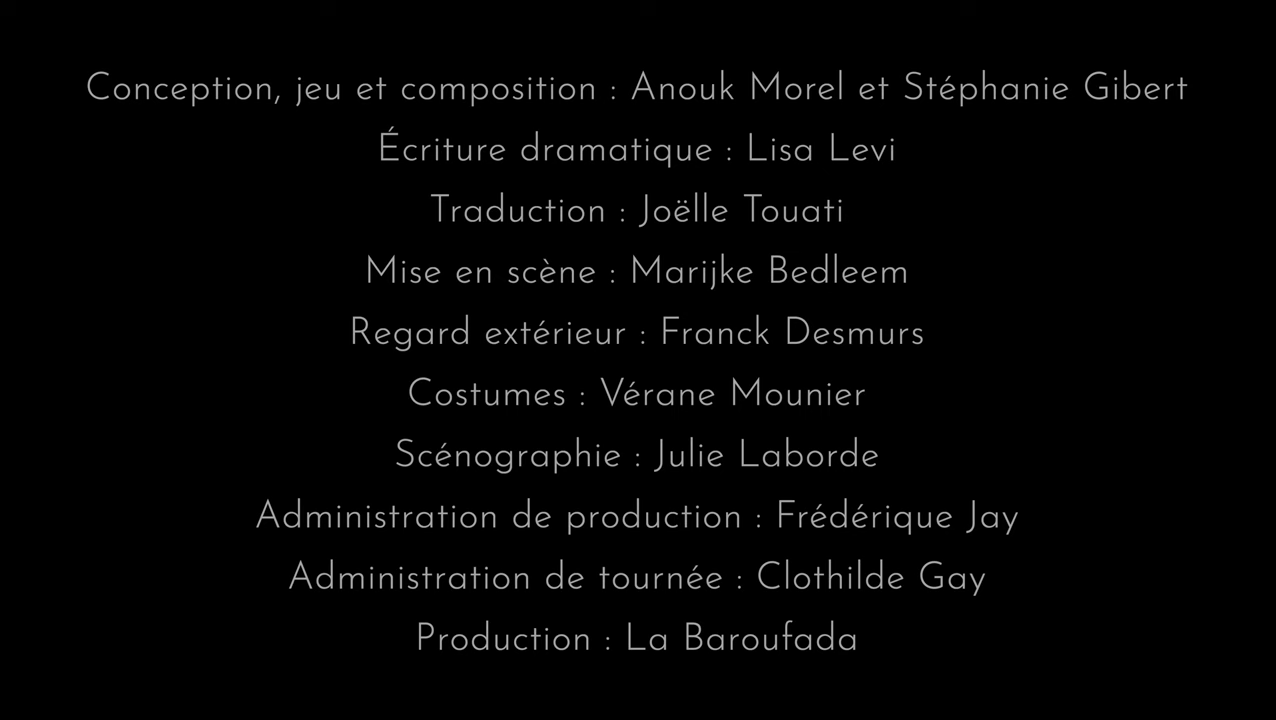 Conception, jeu et composition : Anouk Morel et Stéphanie Gibert
Écriture dramatique : Lisa Levi
Traduction : Joëlle Touati
Mise en scène : Marijke Bedleem
Regard extérieur : Franck Desmurs
Costumes : Vérane Mounier
Scénographie : Julie Laborde
Administration de production : Frédérique Jay
Administration de tournée : Clothilde Gay
Production : La Baroufada